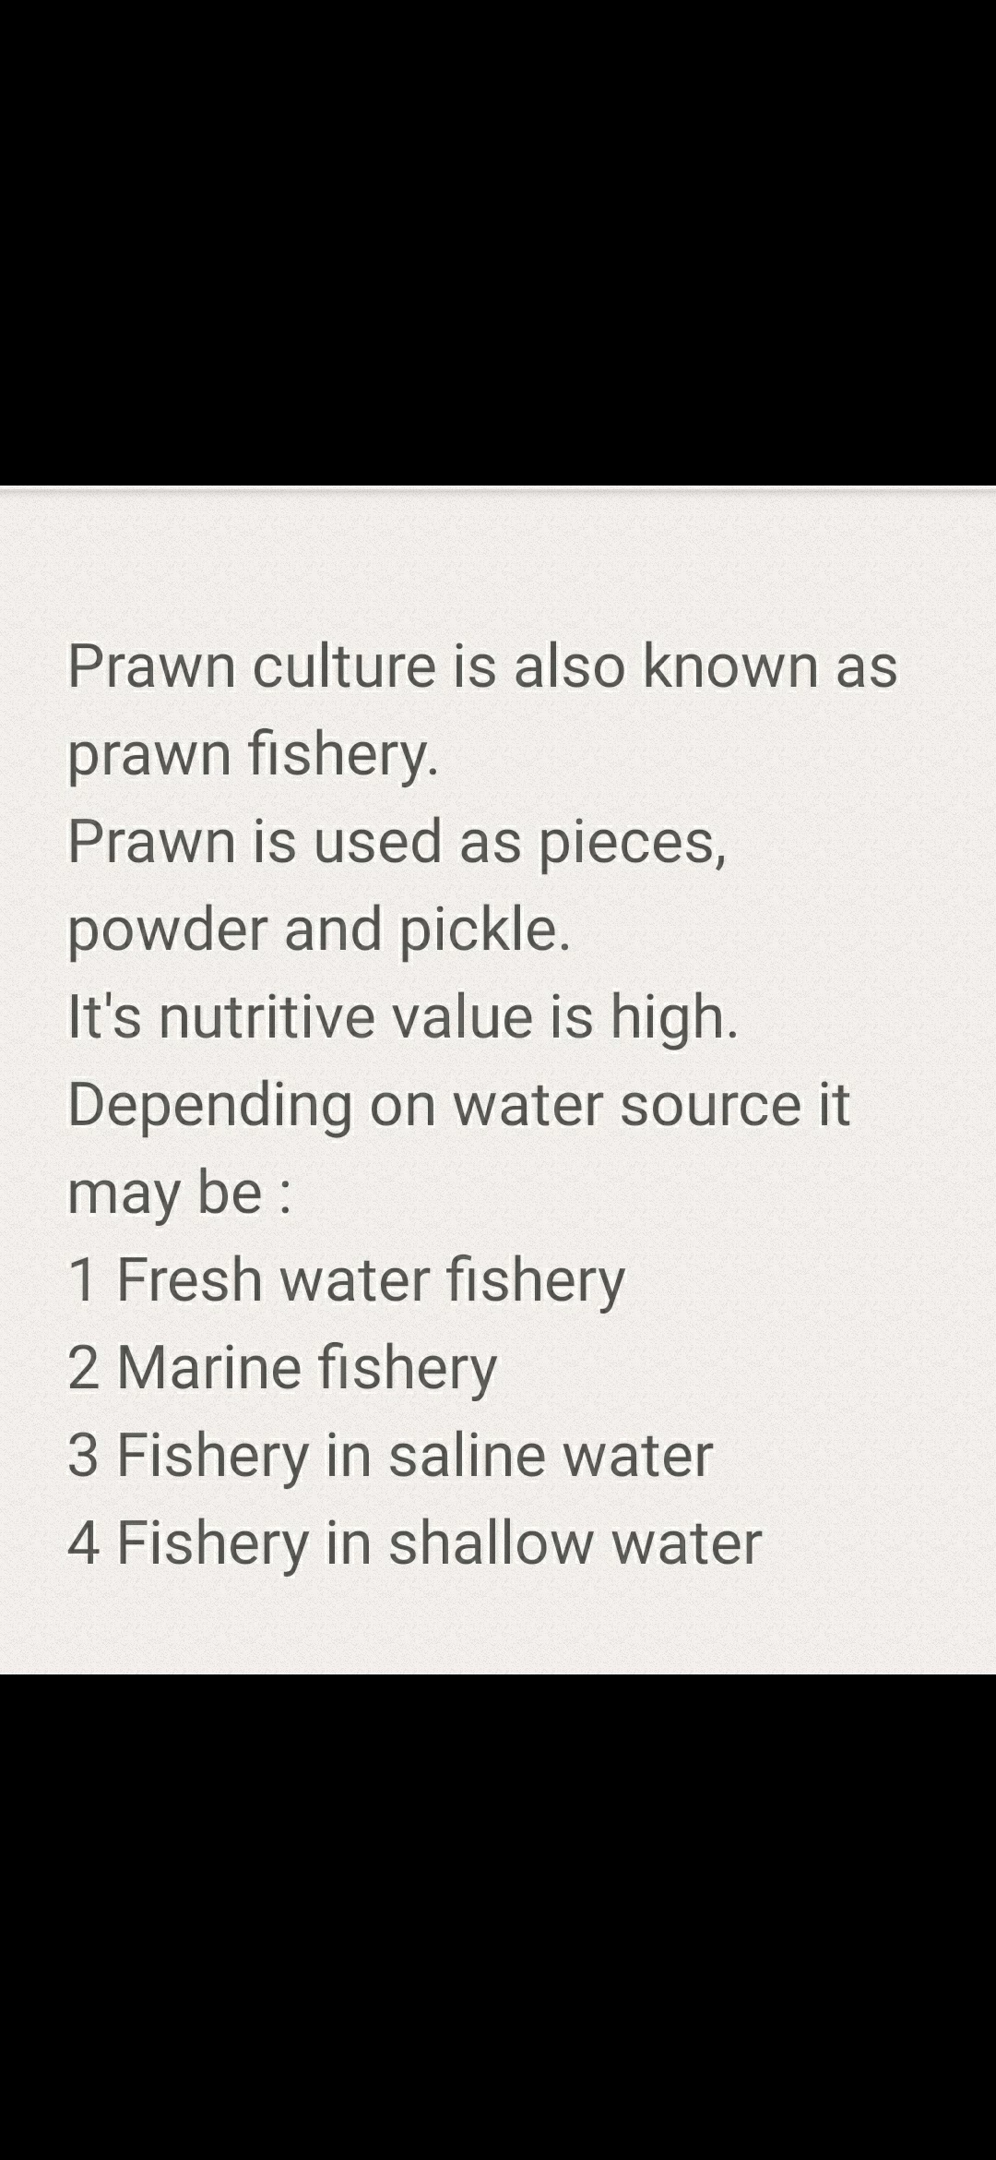 Prawn culture is also known as
prawn fishery.
Prawn is used as pieces,
powder and pickle.
It's nutritive value is high.
Depending on water source it
may be :
1 Fresh water fishery
2 Marine fishery
3 Fishery in saline water
4 Fishery in shallow water